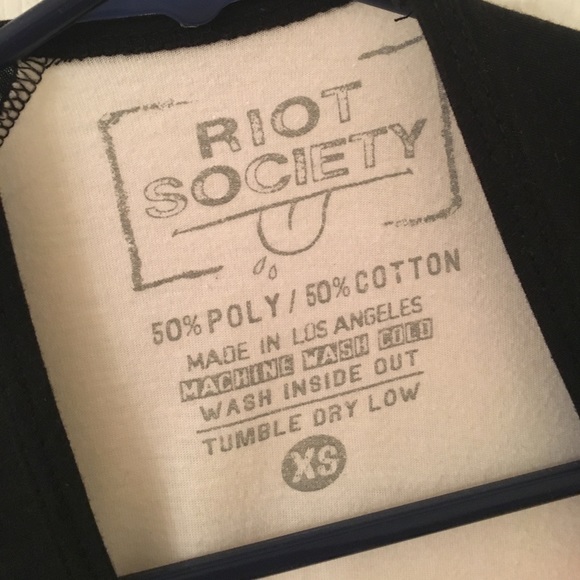 RIOT
SOCIETY
50% POLY / 50% COTTON
MADE IN LOS ANGELES
MACHINE WASH COLD
WASH INSIDE OUT
TUMBLE DRY LOW
XS